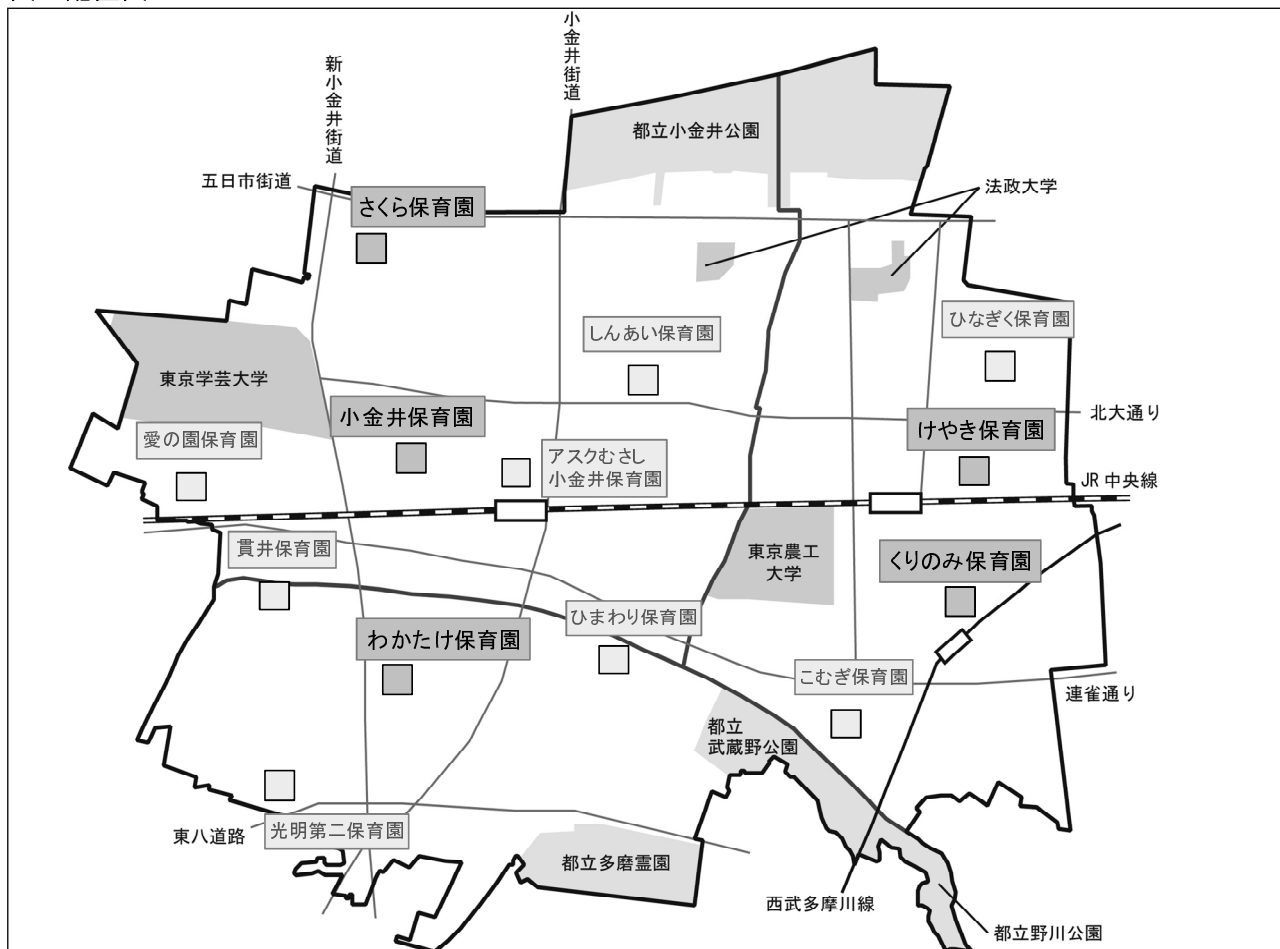 小金井街道
新小金井街道
都立小金井公園
五日市街道
さくら保育園
法政大学
ひなぎく保育園
しんあい保育園
東京学芸大学
小金井保育園
北大通り
けやき保育園
愛の園保育園
アスクむさし
小金井保育園
JR中央線
貫井保育園
東京農工
大学
くりのみ保育園
ひまわり保育園
わかたけ保育園
こむぎ保育園
連雀通り
都立
武蔵野公園
東八道路
光明第二保育園
都立多磨霊園
西武多摩川線
都立野川公園